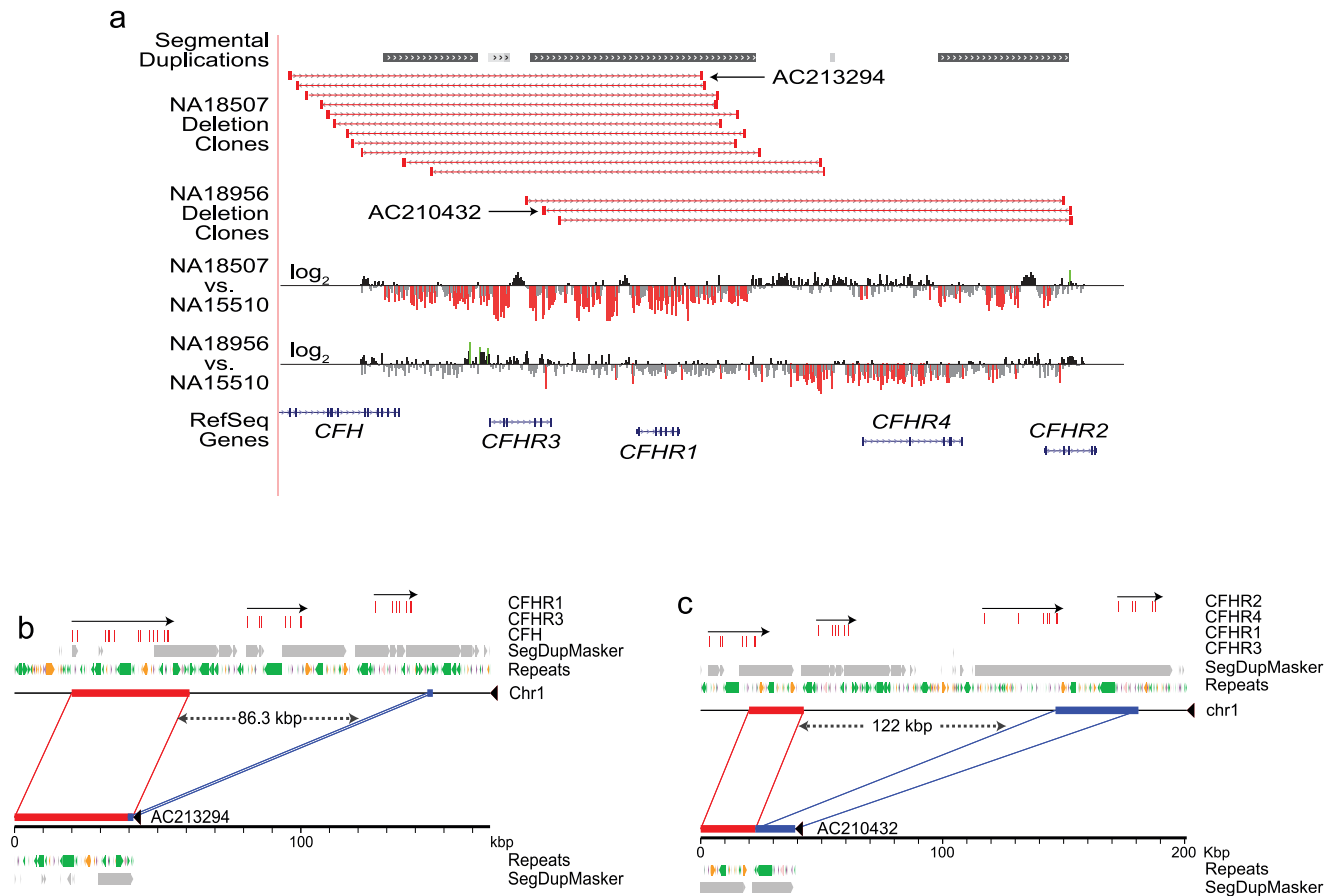 a
Segmental
Duplications
AC213294
NA18507
Deletion
Clones
NA18956
Deletion
Clones
AC210432
NA18507
vs.
NA15510
log2
NA18956
vs.
NA15510
log2
RefSeq
Genes
CFH
CFHR3
CFHR1
CFHR4
CFHR2
b
CFHR1
CFHR3
CFH
SegDupMasker
Repeats
Chr1
86.3 kbp
AC213294
0
100
kbp
Repeats
SegDupMasker
c
CFHR2
CFHR4
CFHR1
CFHR3
SegDupMasker
Repeats
chr1
122 kbp
AC210432
0
100
200
Kbp
Repeats
SegDupMasker